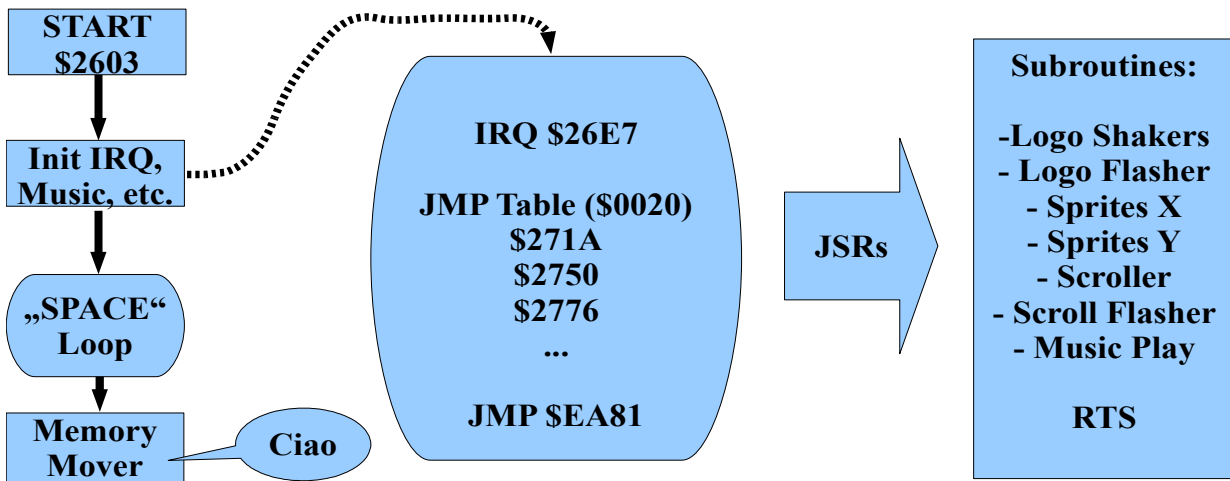 START
$2603
Init IRQ,
Music, etc.
„SPACE“
Loop
Memory
Mover
Ciao
IRQ $26E7
JMP Table ($0020)
$271A
$2750
$2776
...
JMP $EA81
JSRs
Subroutines:
-Logo Shakers
- Logo Flasher
- Sprites X
- Sprites Y
- Scroller
- Scroll Flasher
- Music Play
RTS